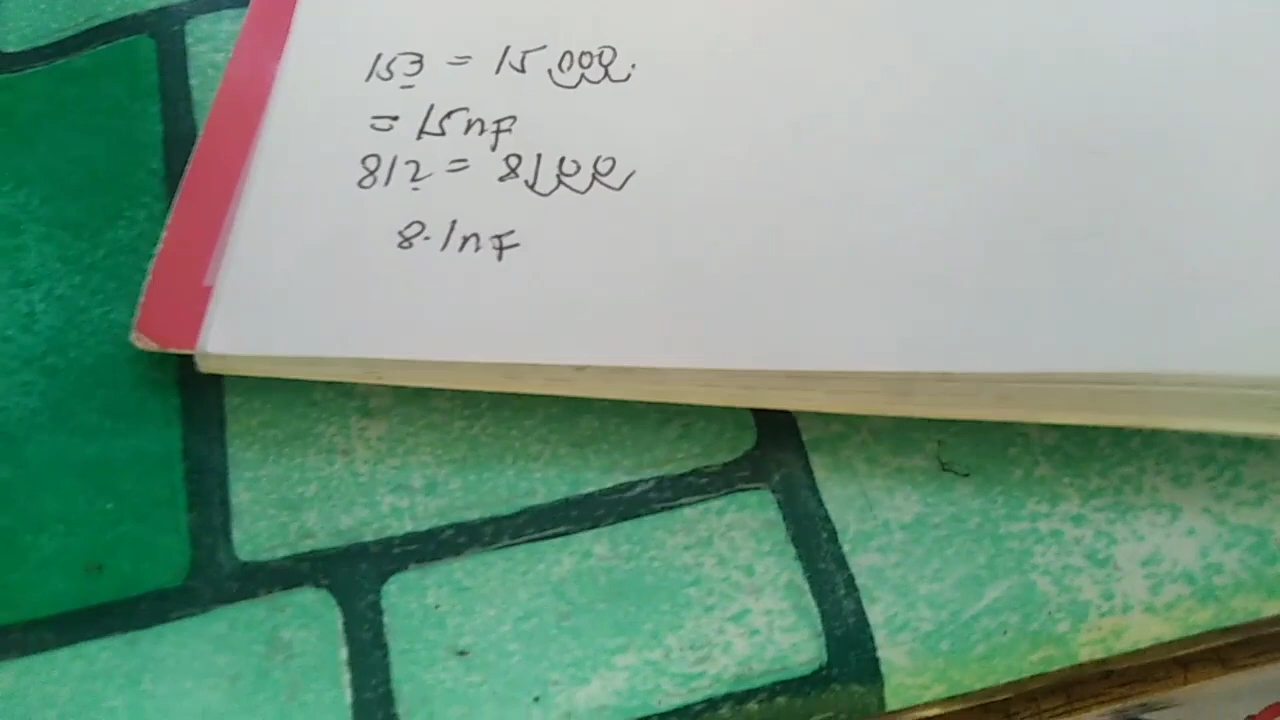 153 = 15000.
= 15nF
812 = 8100
8.1nF